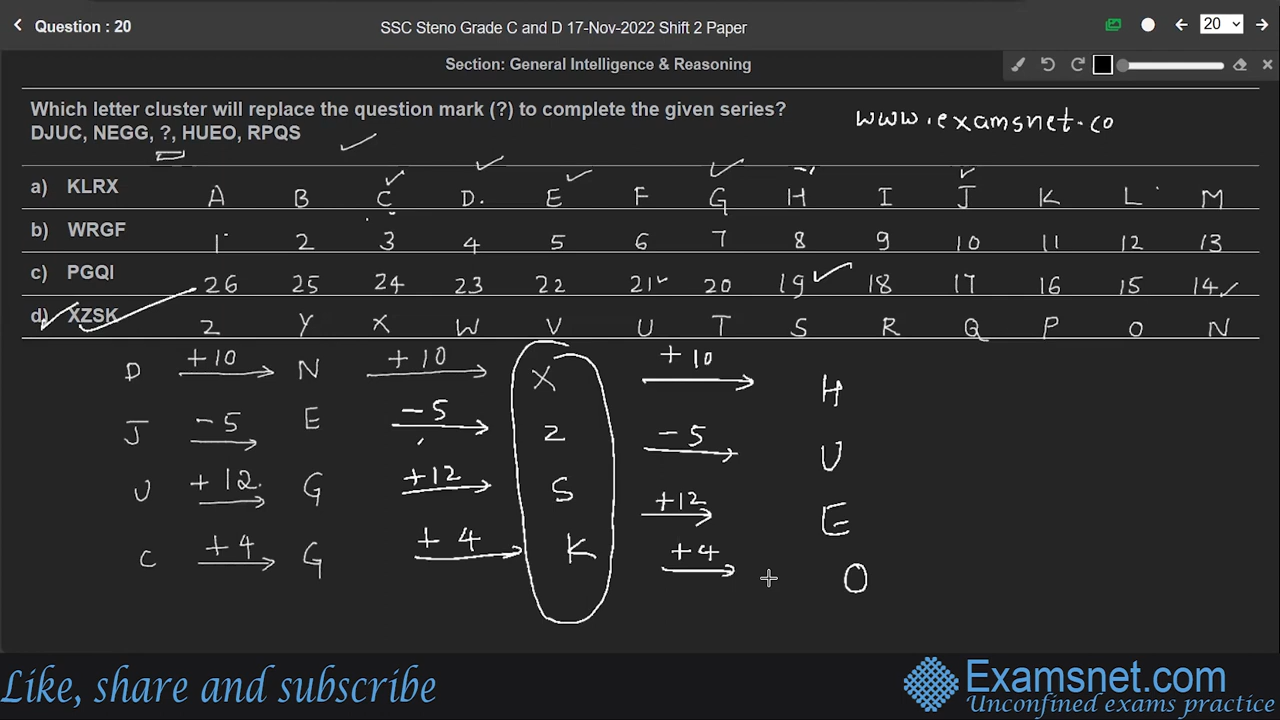 Question : 20
SSC Steno Grade C and D 17-Nov-2022 Shift 2 Paper
20
Section: General Intelligence & Reasoning
Which letter cluster will replace the question mark (?) to complete the given series?
DJUC, NEGG, ?, HUEO, RPQS
www.examsnet.co
a) KLRX
A B C D. E F G H I J K L M
b) WRGF
1 2 3 4 5 6 7 8 9 10 11 12 13
c) PGQI
26 25 24 23 22 21 20 19 18 17 16 15 14
d) XZSK
Z Y X W V U T S R Q P O N
D +10 N +10 X +10 H
J -5 E -5 Z -5 U
U +12 G +12 S +12 E
C +4 G +4 K +4 O
Like, share and subscribe
Examsnet.com
Unconfined exams practice